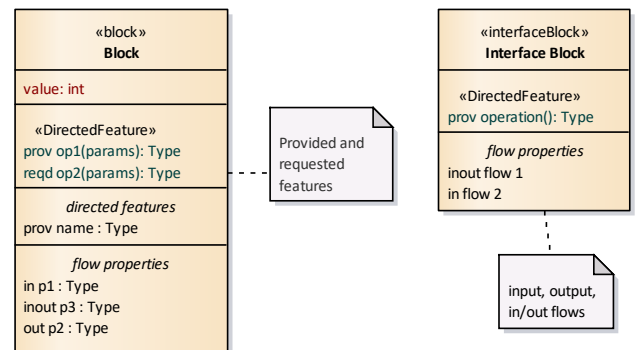 «block»
Block
value: int
«DirectedFeature»
prov op1(params): Type
reqd op2(params): Type
directed features
prov name : Type
flow properties
in p1 : Type
inout p3 : Type
out p2 : Type
Provided and
requested
features
«interfaceBlock»
Interface Block
«DirectedFeature»
prov operation(): Type
flow properties
inout flow 1
in flow 2
input, output,
in/out flows